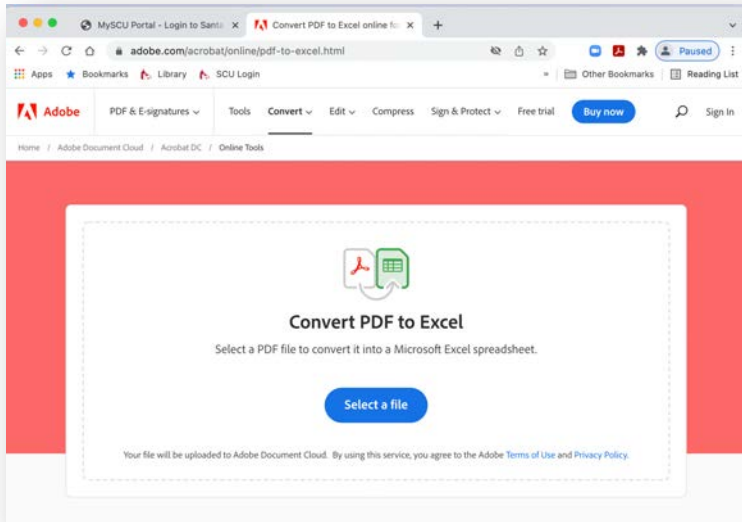 MySCU Portal - Login to Santa
Convert PDF to Excel online fo
adobe.com/acrobat/online/pdf-to-excel.html
Paused
Apps Bookmarks Library SCU Login » Other Bookmarks Reading List
Adobe PDF & E-signatures Tools Convert Edit Compress Sign & Protect Free trial Buy now Sign In
Home / Adobe Document Cloud / Acrobat DC / Online Tools
Convert PDF to Excel
Select a PDF file to convert it into a Microsoft Excel spreadsheet.
Select a file
Your file will be uploaded to Adobe Document Cloud. By using this service, you agree to the Adobe Terms of Use and Privacy Policy.